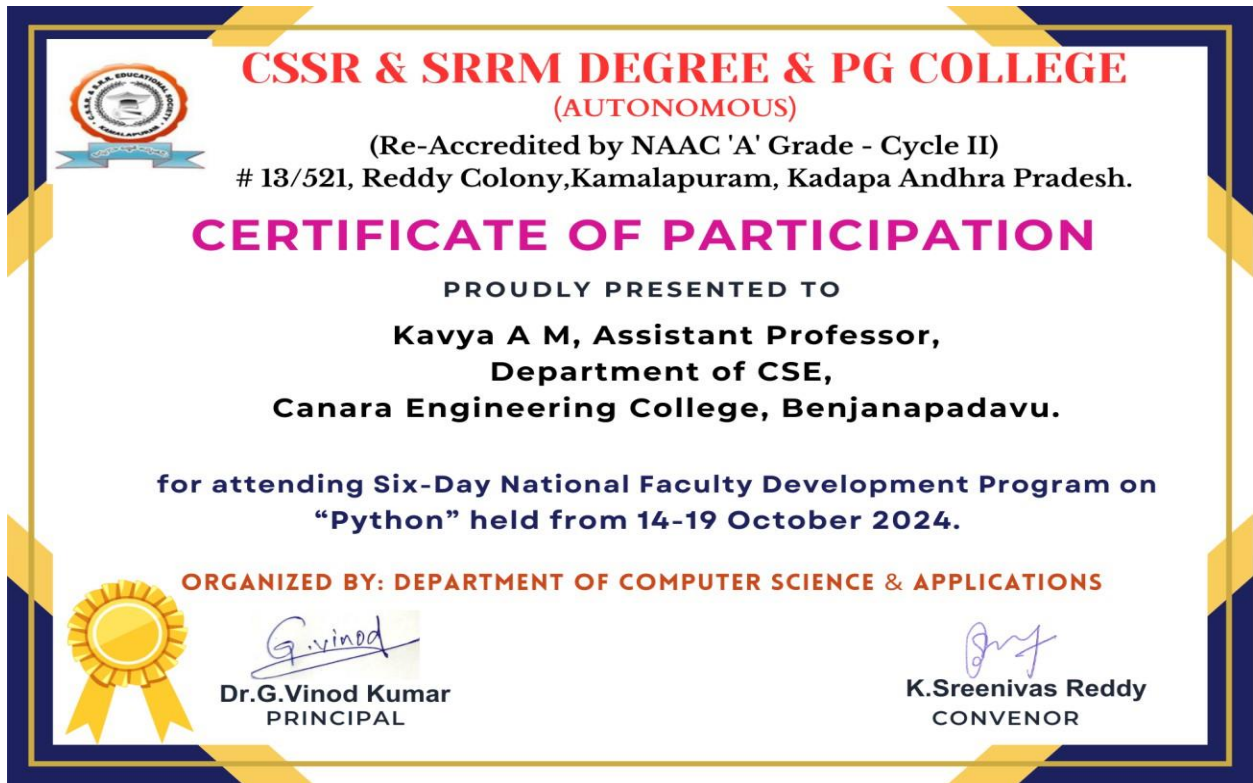 C.S.S.R. & S.R.R. EDUCATIONAL SOCIETY
KAMALAPURAM
CSSR & SRRM DEGREE & PG COLLEGE
(AUTONOMOUS)
(Re-Accredited by NAAC 'A' Grade - Cycle II)
# 13/521, Reddy Colony,Kamalapuram, Kadapa Andhra Pradesh.
CERTIFICATE OF PARTICIPATION
PROUDLY PRESENTED TO
Kavya A M, Assistant Professor,
Department of CSE,
Canara Engineering College, Benjanapadavu.
for attending Six-Day National Faculty Development Program on
“Python” held from 14-19 October 2024.
ORGANIZED BY: DEPARTMENT OF COMPUTER SCIENCE & APPLICATIONS
G.vinod
Dr.G.Vinod Kumar
PRINCIPAL
K.Sreenivas Reddy
CONVENOR